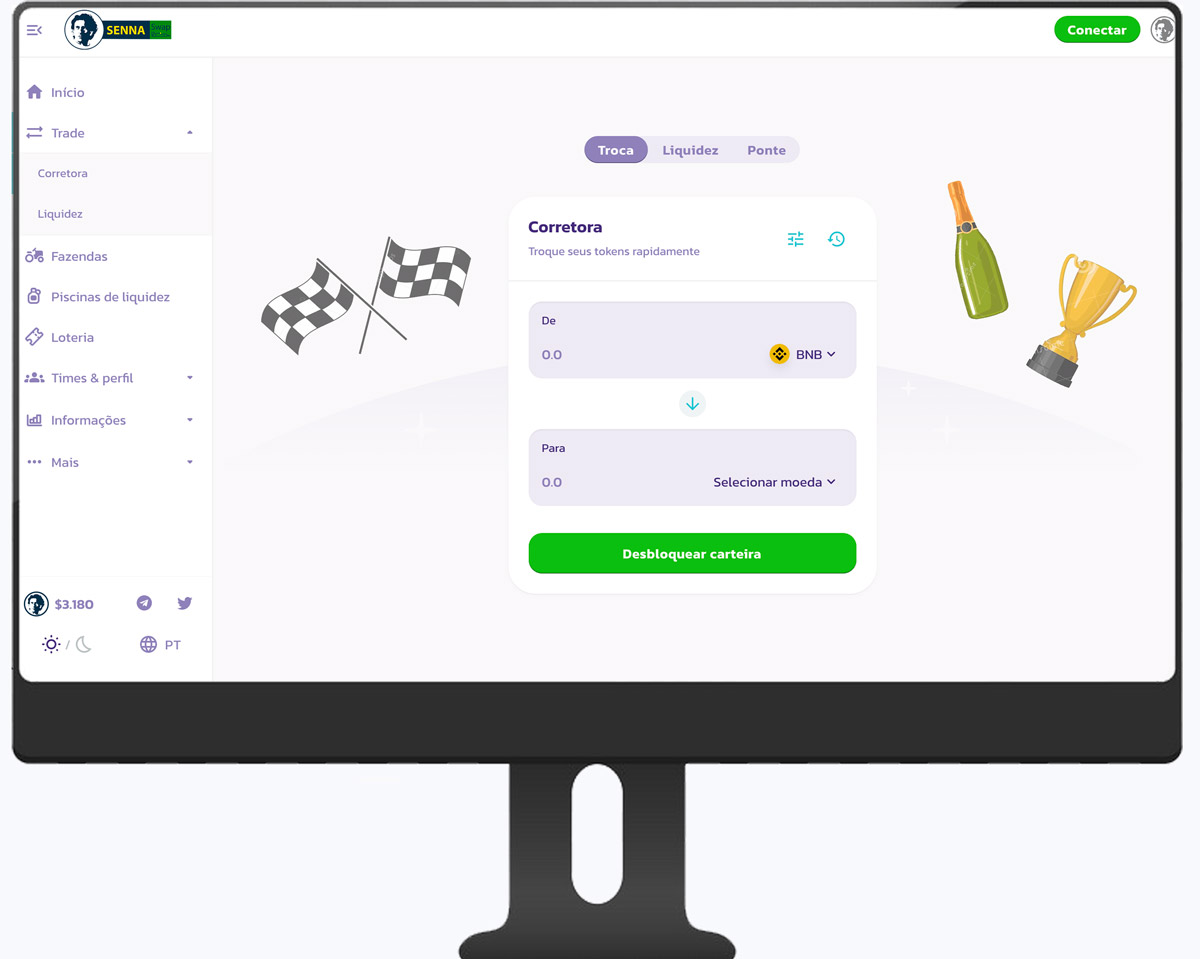 SENNA
Conectar
Início
Trade
Corretora
Liquidez
Fazendas
Piscinas de liquidez
Loteria
Times & perfil
Informações
Mais
$3.180
PT
Troca Liquidez Ponte
Corretora
Troque seus tokens rapidamente
De
0.0 BNB
Para
0.0 Selecionar moeda
Desbloquear carteira